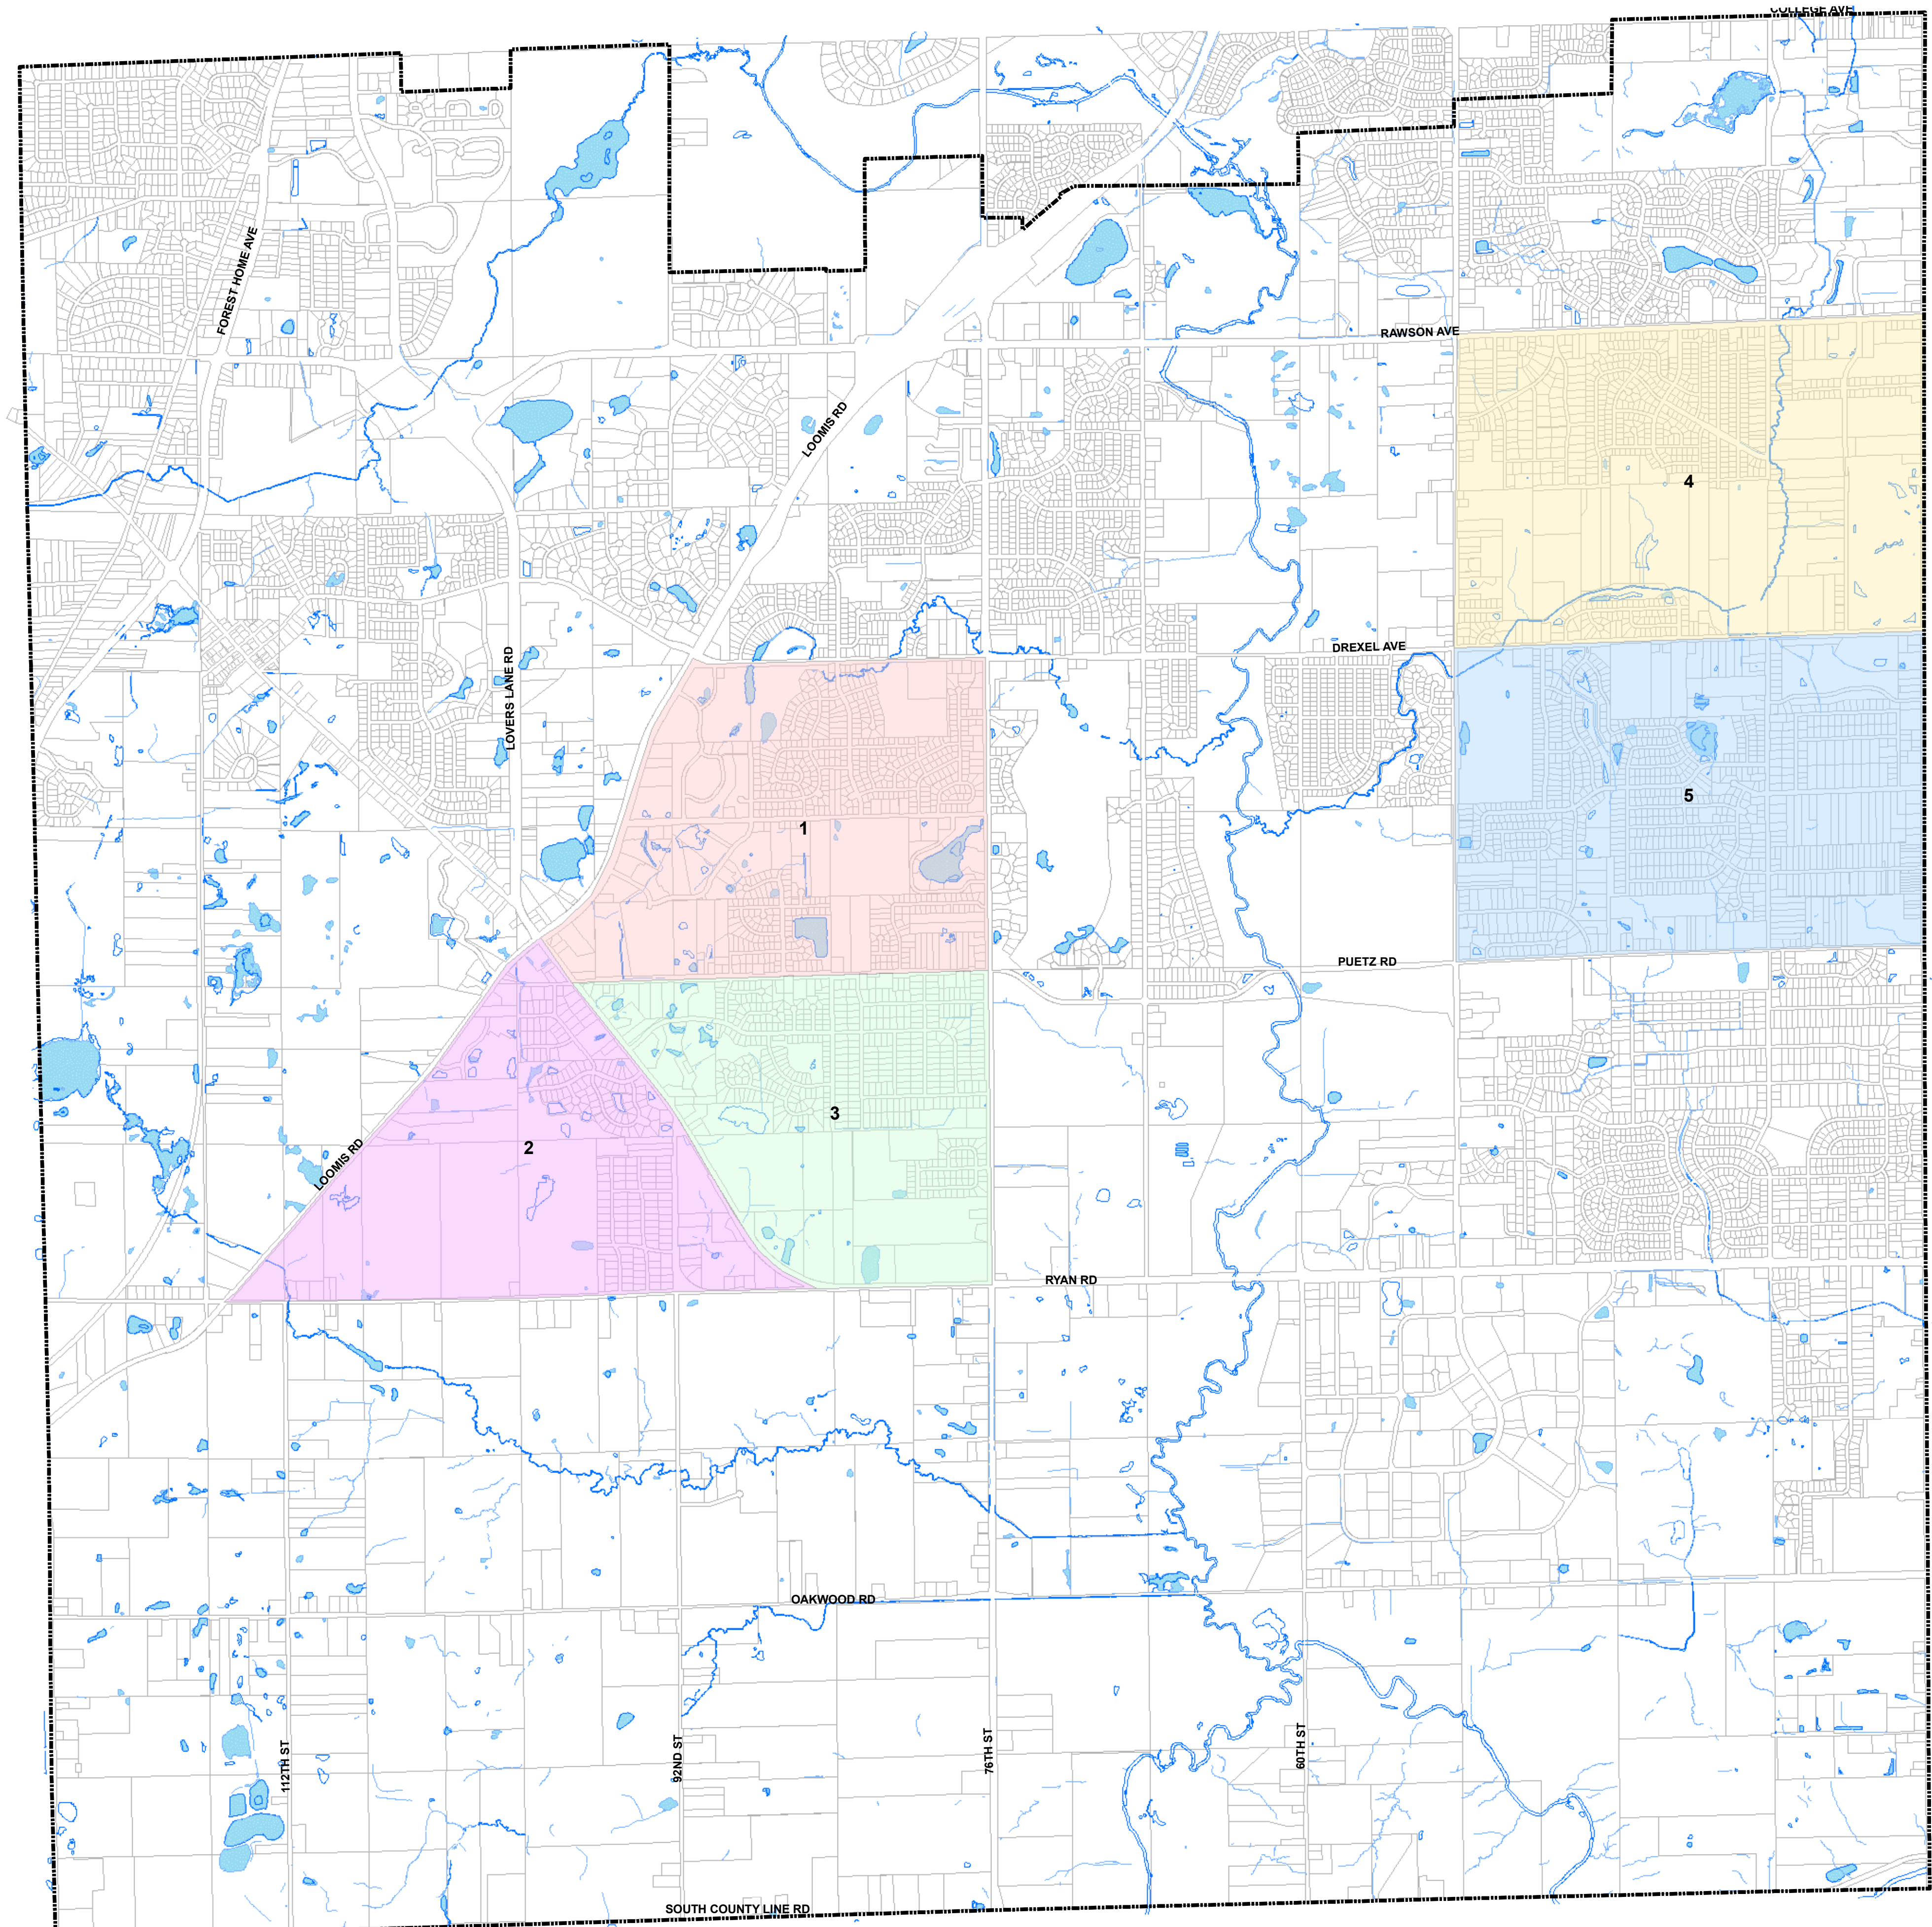 COLLEGE AVE
FOREST HOME AVE
RAWSON AVE
LOOMIS RD
4
DREXEL AVE
LOVERS LANE RD
5
1
PUETZ RD
3
2
LOOMIS RD
RYAN RD
OAKWOOD RD
112TH ST
92ND ST
76TH ST
60TH ST
SOUTH COUNTY LINE RD